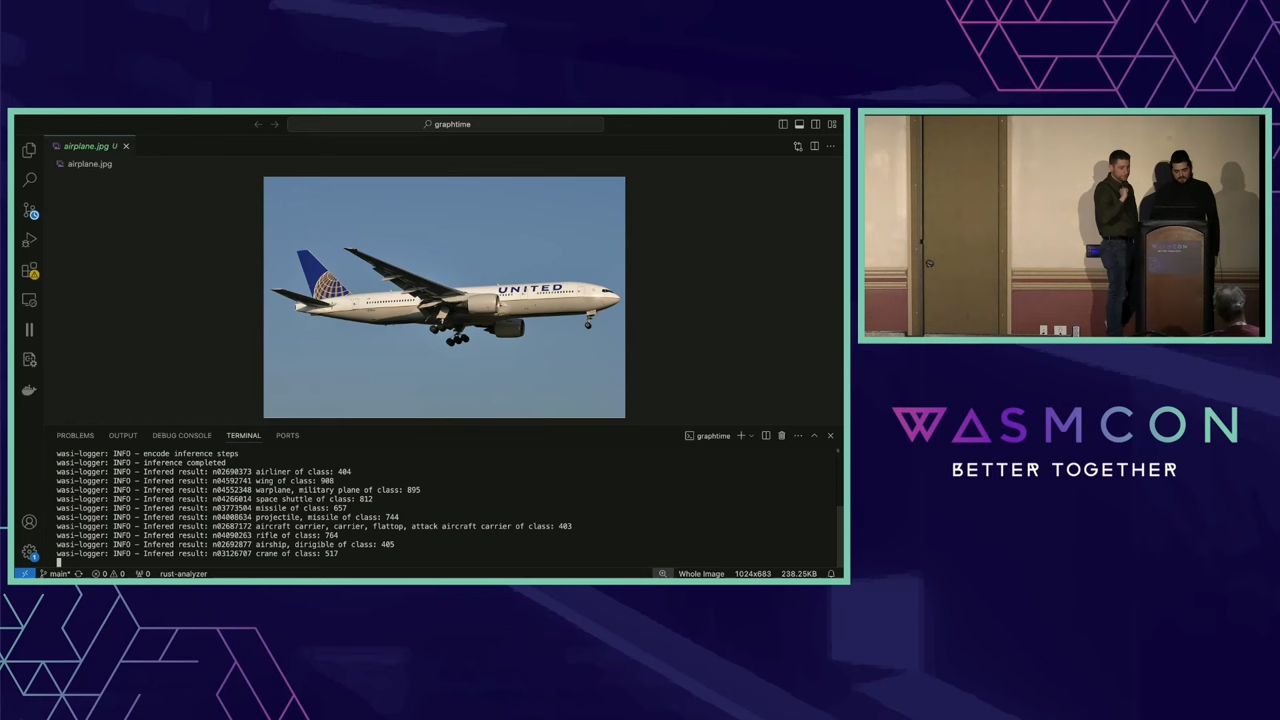 graphtime
airplane.jpg U
airplane.jpg
UNITED
PROBLEMS OUTPUT DEBUG CONSOLE TERMINAL PORTS
graphtime
wasi-logger: INFO - encode inference steps
wasi-logger: INFO - inference completed
wasi-logger: INFO - Infered result: n02690373 airliner of class: 404
wasi-logger: INFO - Infered result: n04592741 wing of class: 908
wasi-logger: INFO - Infered result: n04552348 warplane, military plane of class: 895
wasi-logger: INFO - Infered result: n04266014 space shuttle of class: 812
wasi-logger: INFO - Infered result: n03773504 missile of class: 657
wasi-logger: INFO - Infered result: n04008634 projectile, missile of class: 744
wasi-logger: INFO - Infered result: n02687172 aircraft carrier, carrier, flattop, attack aircraft carrier of class: 403
wasi-logger: INFO - Infered result: n04090263 rifle of class: 764
wasi-logger: INFO - Infered result: n02692877 airship, dirigible of class: 405
wasi-logger: INFO - Infered result: n03126707 crane of class: 517
main* 0 0 0 rust-analyzer Whole Image 1024x683 238.25KB
1
WASMCON
WASMCON
BETTER TOGETHER